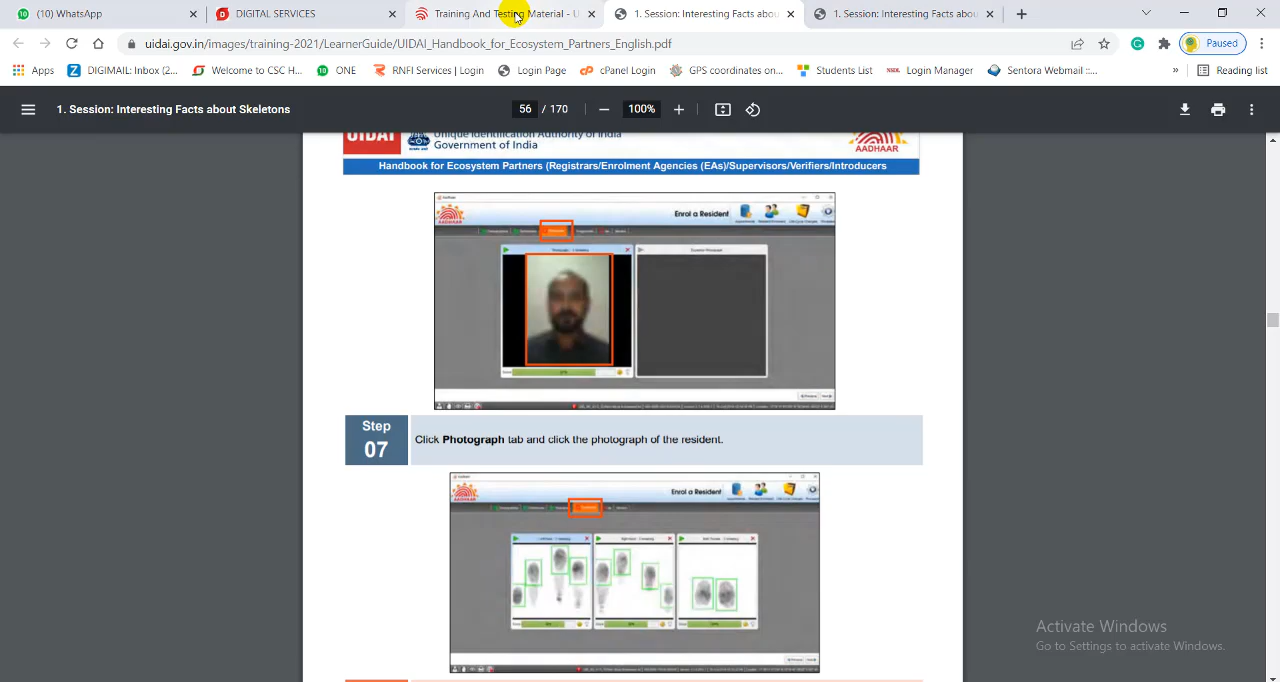 (10) WhatsApp
DIGITAL SERVICES
Training And Testing Material - U
1. Session: Interesting Facts abou
1. Session: Interesting Facts abou
uidai.gov.in/images/training-2021/LearnerGuide/UIDAI_Handbook_for_Ecosystem_Partners_English.pdf
Paused
Apps
DIGIMAIL: Inbox (2...
Welcome to CSC H...
ONE
RNFI Services | Login
Login Page
cPanel Login
GPS coordinates on...
Students List
Login Manager
Sentora Webmail ::...
»
Reading list
1. Session: Interesting Facts about Skeletons
56 / 170
100%
UIDAI
Unique Identification Authority of India
Government of India
AADHAAR
Handbook for Ecosystem Partners (Registrars/Enrolment Agencies (EAs)/Supervisors/Verifiers/Introducers
AADHAAR
Enrol a Resident
Step
07
Click Photograph tab and click the photograph of the resident.
AADHAAR
Enrol a Resident
Activate Windows
Go to Settings to activate Windows.